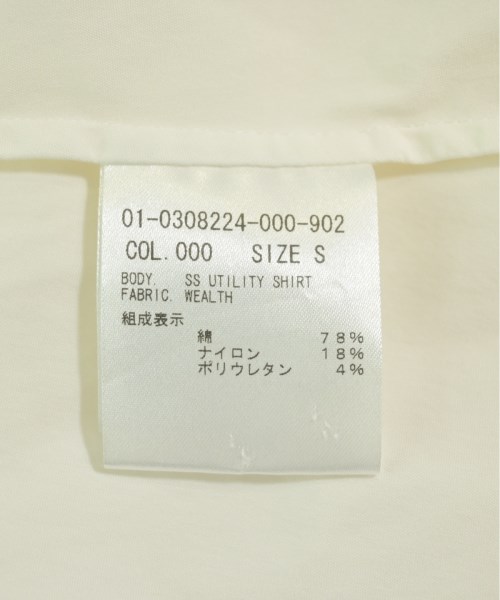 01-0308224-000-902
COL. 000 SIZE S
BODY. SS UTILITY SHIRT
FABRIC. WEALTH
組成表示
綿 78%
ナイロン 18%
ポリウレタン 4%